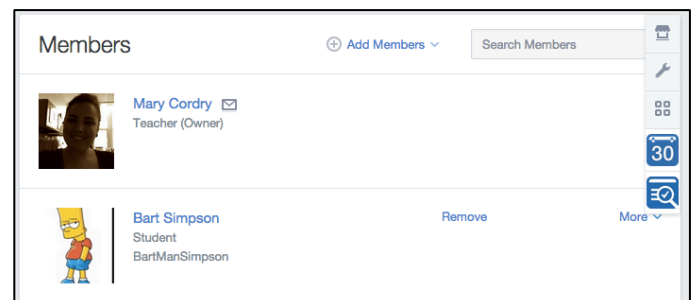 Members
Add Members
Search Members
Mary Cordry
Teacher (Owner)
30
Bart Simpson
Remove
More
Student
BartManSimpson